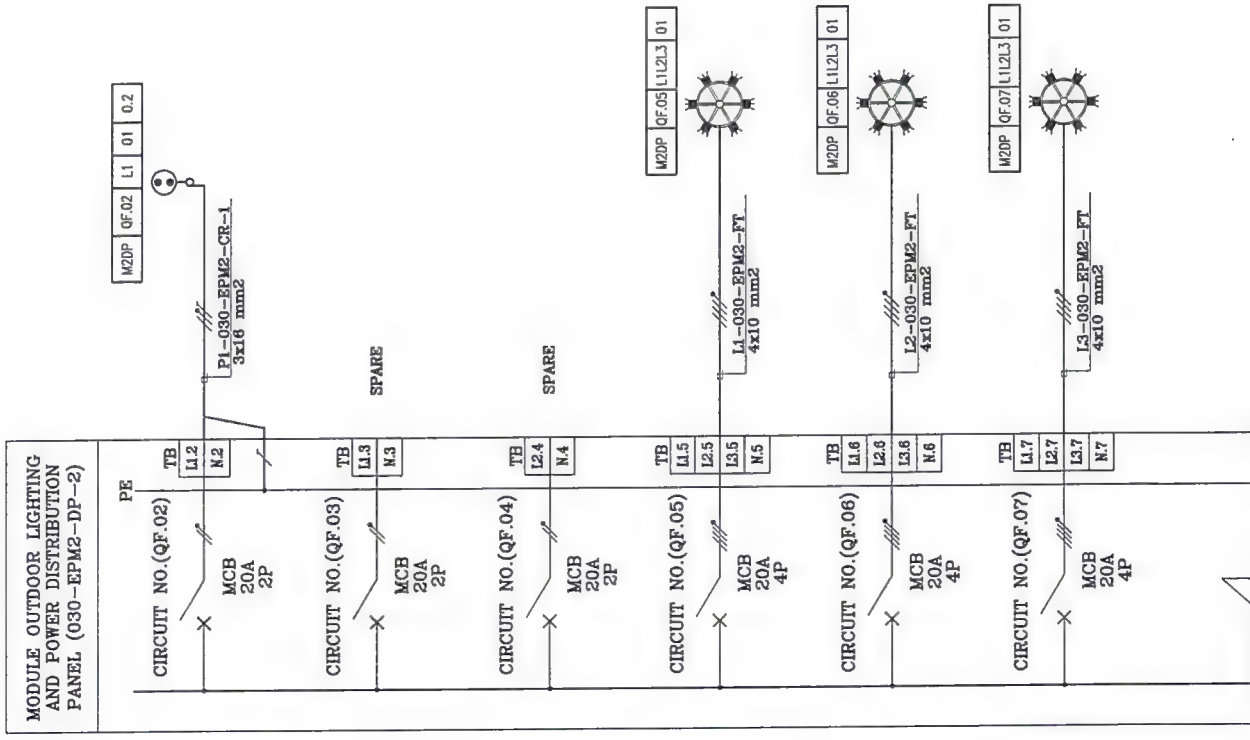 MODULE OUTDOOR LIGHTING
AND POWER DISTRIBUTION
PANEL (030-EPM2-DP-2)
PE
CIRCUIT NO.(QF.02)
MCB
20A
2P
TB
L1.2
N.2
P1-030-EPM2-CR-1
3x16 mm2
M2DP QF.02 L1 01 0.2
CIRCUIT NO.(QF.03)
MCB
20A
2P
TB
L1.3
N.3
SPARE
CIRCUIT NO.(QF.04)
MCB
20A
2P
TB
L2.4
N.4
SPARE
CIRCUIT NO.(QF.05)
MCB
20A
4P
TB
L1.5
L2.5
L3.5
N.5
L1-030-EPM2-FT
4x10 mm2
M2DP QF.05 L1L2L3 01
CIRCUIT NO.(QF.06)
MCB
20A
4P
TB
L1.6
L2.6
L3.6
N.6
L2-030-EPM2-FT
4x10 mm2
M2DP QF.06 L1L2L3 01
CIRCUIT NO.(QF.07)
MCB
20A
4P
TB
L1.7
L2.7
L3.7
N.7
L3-030-EPM2-FT
4x10 mm2
M2DP QF.07 L1L2L3 01